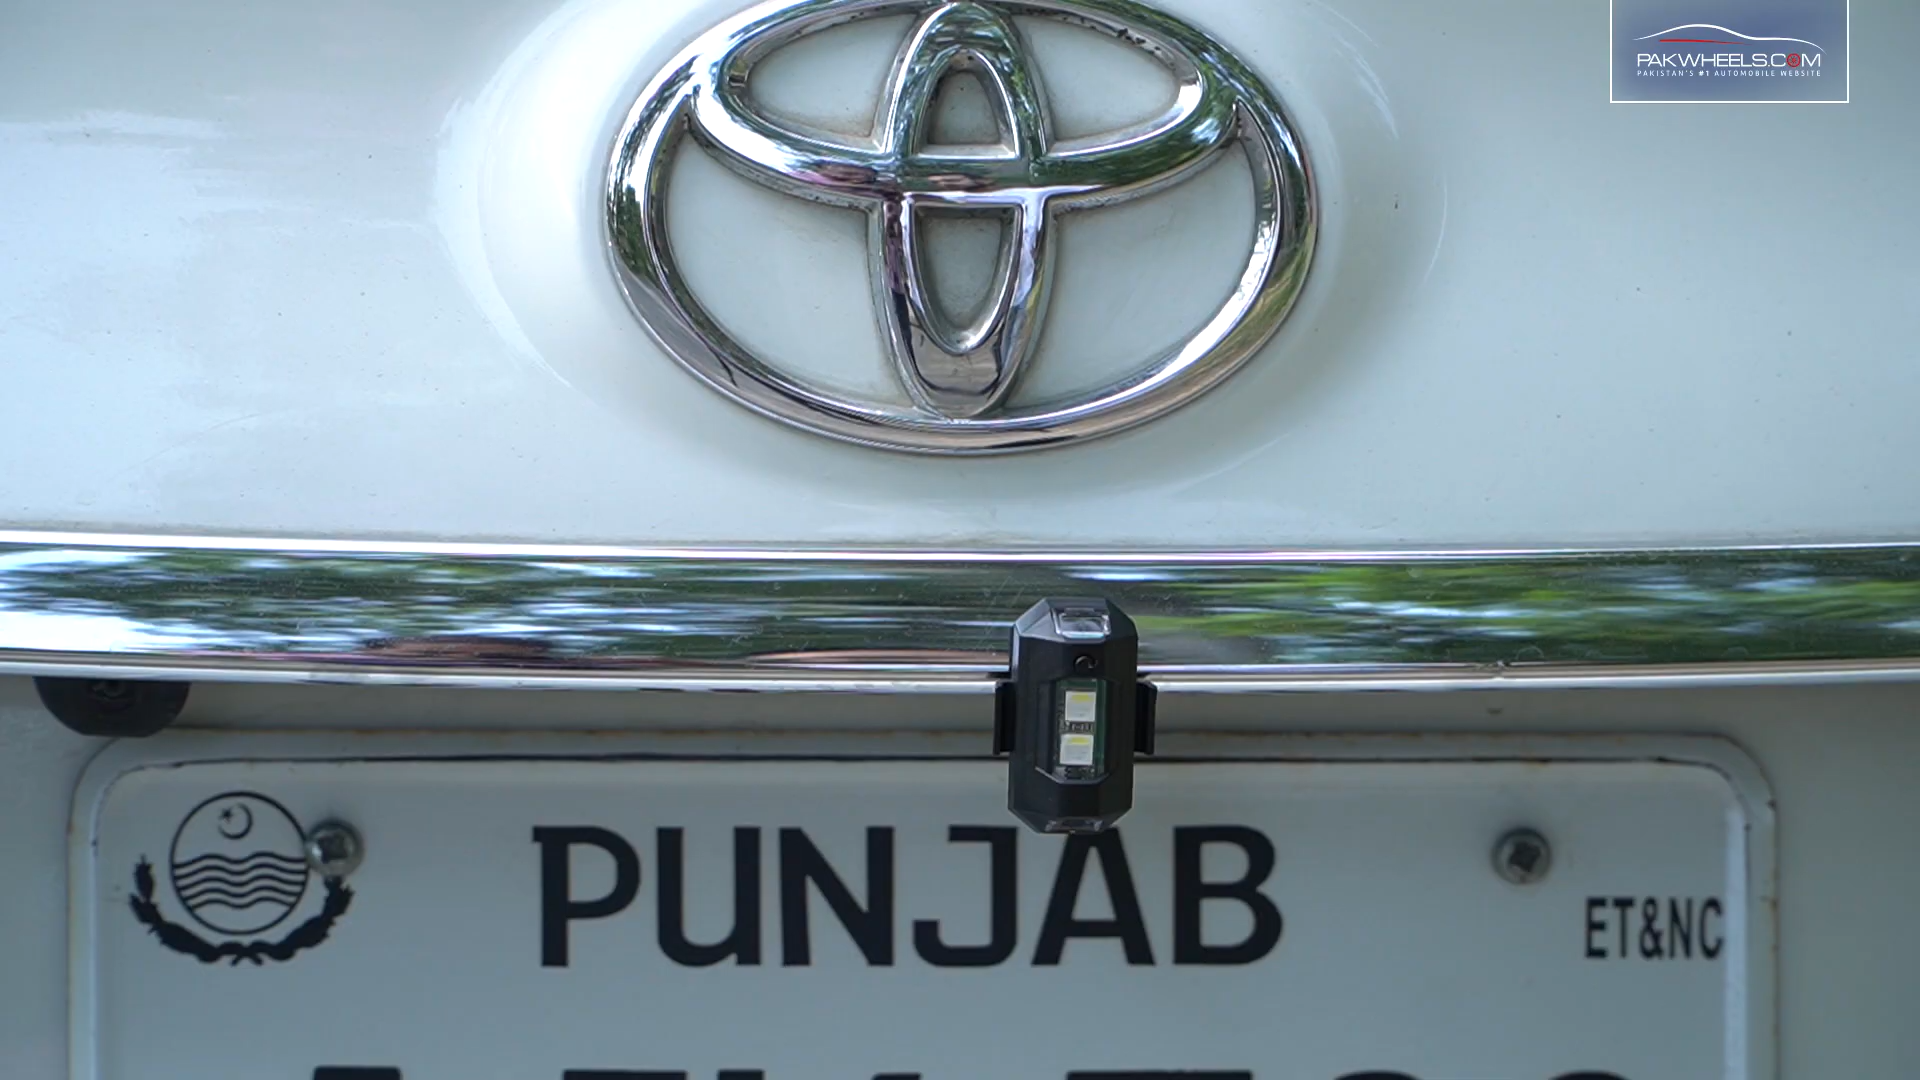 PAKWHEELS.COM
PAKISTAN'S #1 AUTOMOBILE WEBSITE
PUNJAB
ET&NC